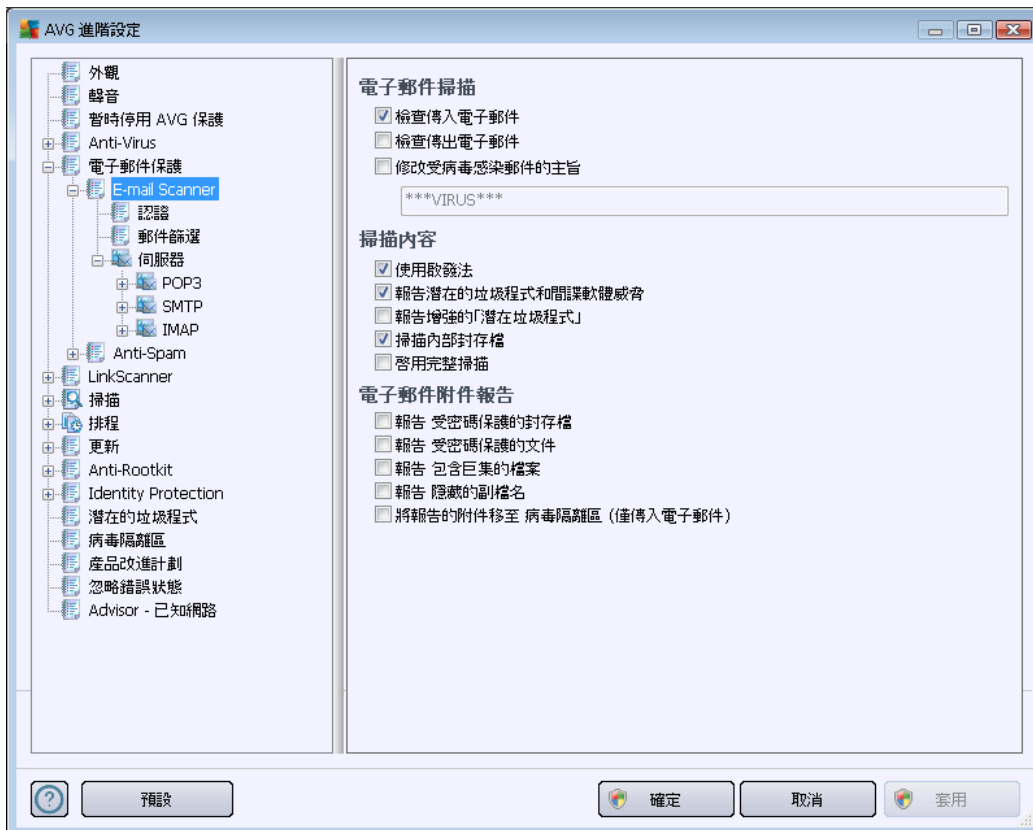 AVG 進階設定
外觀
聲音
暫時停用 AVG 保護
Anti-Virus
電子郵件保護
E-mail Scanner
認證
郵件篩選
伺服器
POP3
SMTP
IMAP
Anti-Spam
LinkScanner
掃描
排程
更新
Anti-Rootkit
Identity Protection
潛在的垃圾程式
病毒隔離區
產品改進計劃
忽略錯誤狀態
Advisor - 已知網路
電子郵件掃描
檢查傳入電子郵件
檢查傳出電子郵件
修改受病毒感染郵件的主旨
***VIRUS***
掃描內容
使用啟發法
報告潛在的垃圾程式和間諜軟體威脅
報告增強的「潛在垃圾程式」
掃描內部封存檔
啓用完整掃描
電子郵件附件報告
報告 受密碼保護的封存檔
報告 受密碼保護的文件
報告 包含巨集的檔案
報告 隱藏的副檔名
將報告的附件移至 病毒隔離區 (僅傳入電子郵件)
預設
確定
取消
套用